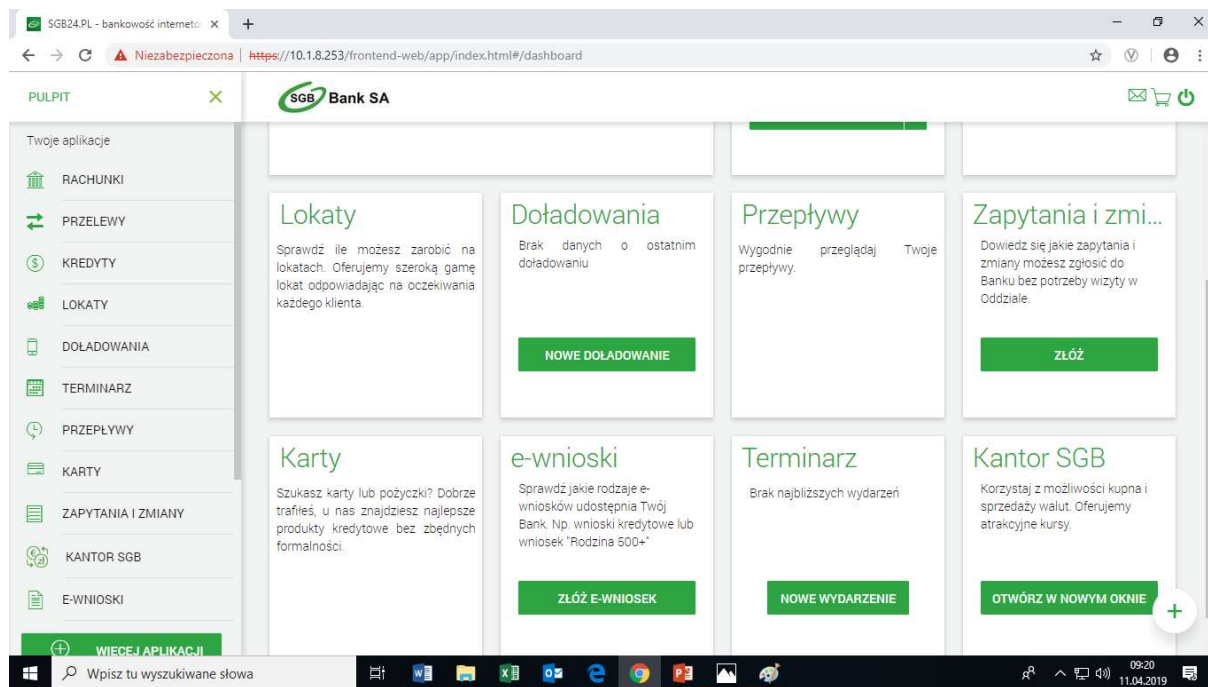 SGB24.PL - bankowość interneto
Niezabezpieczona | https://10.1.8.253/frontend-web/app/index.html#/dashboard
PULPIT
SGB Bank SA
Twoje aplikacje
RACHUNKI
PRZELEWY
KREDYTY
LOKATY
DOŁADOWANIA
TERMINARZ
PRZEPŁYWY
KARTY
ZAPYTANIA I ZMIANY
KANTOR SGB
E-WNIOSKI
WIĘCEJ APLIKACJI
Lokaty
Sprawdź ile możesz zarobić na
lokatach. Oferujemy szeroką gamę
lokat odpowiadając na oczekiwania
każdego klienta.
Doładowania
Brak danych o ostatnim
doładowaniu
NOWE DOŁADOWANIE
Przepływy
Wygodnie przeglądaj Twoje
przepływy.
Zapytania i zmi...
Dowiedz się jakie zapytania i
zmiany możesz zgłosić do
Banku bez potrzeby wizyty w
Oddziale.
ZŁÓŻ
Karty
Szukasz karty lub pożyczki? Dobrze
trafiłeś, u nas znajdziesz najlepsze
produkty kredytowe bez zbędnych
formalności.
e-wnioski
Sprawdź jakie rodzaje e-
wniosków udostępnia Twój
Bank. Np. wnioski kredytowe lub
wniosek "Rodzina 500+"
ZŁÓŻ E-WNIOSEK
Terminarz
Brak najbliższych wydarzeń
NOWE WYDARZENIE
Kantor SGB
Korzystaj z możliwości kupna i
sprzedaży walut. Oferujemy
atrakcyjne kursy.
OTWÓRZ W NOWYM OKNIE
Wpisz tu wyszukiwane słowa
09:20
11.04.2019